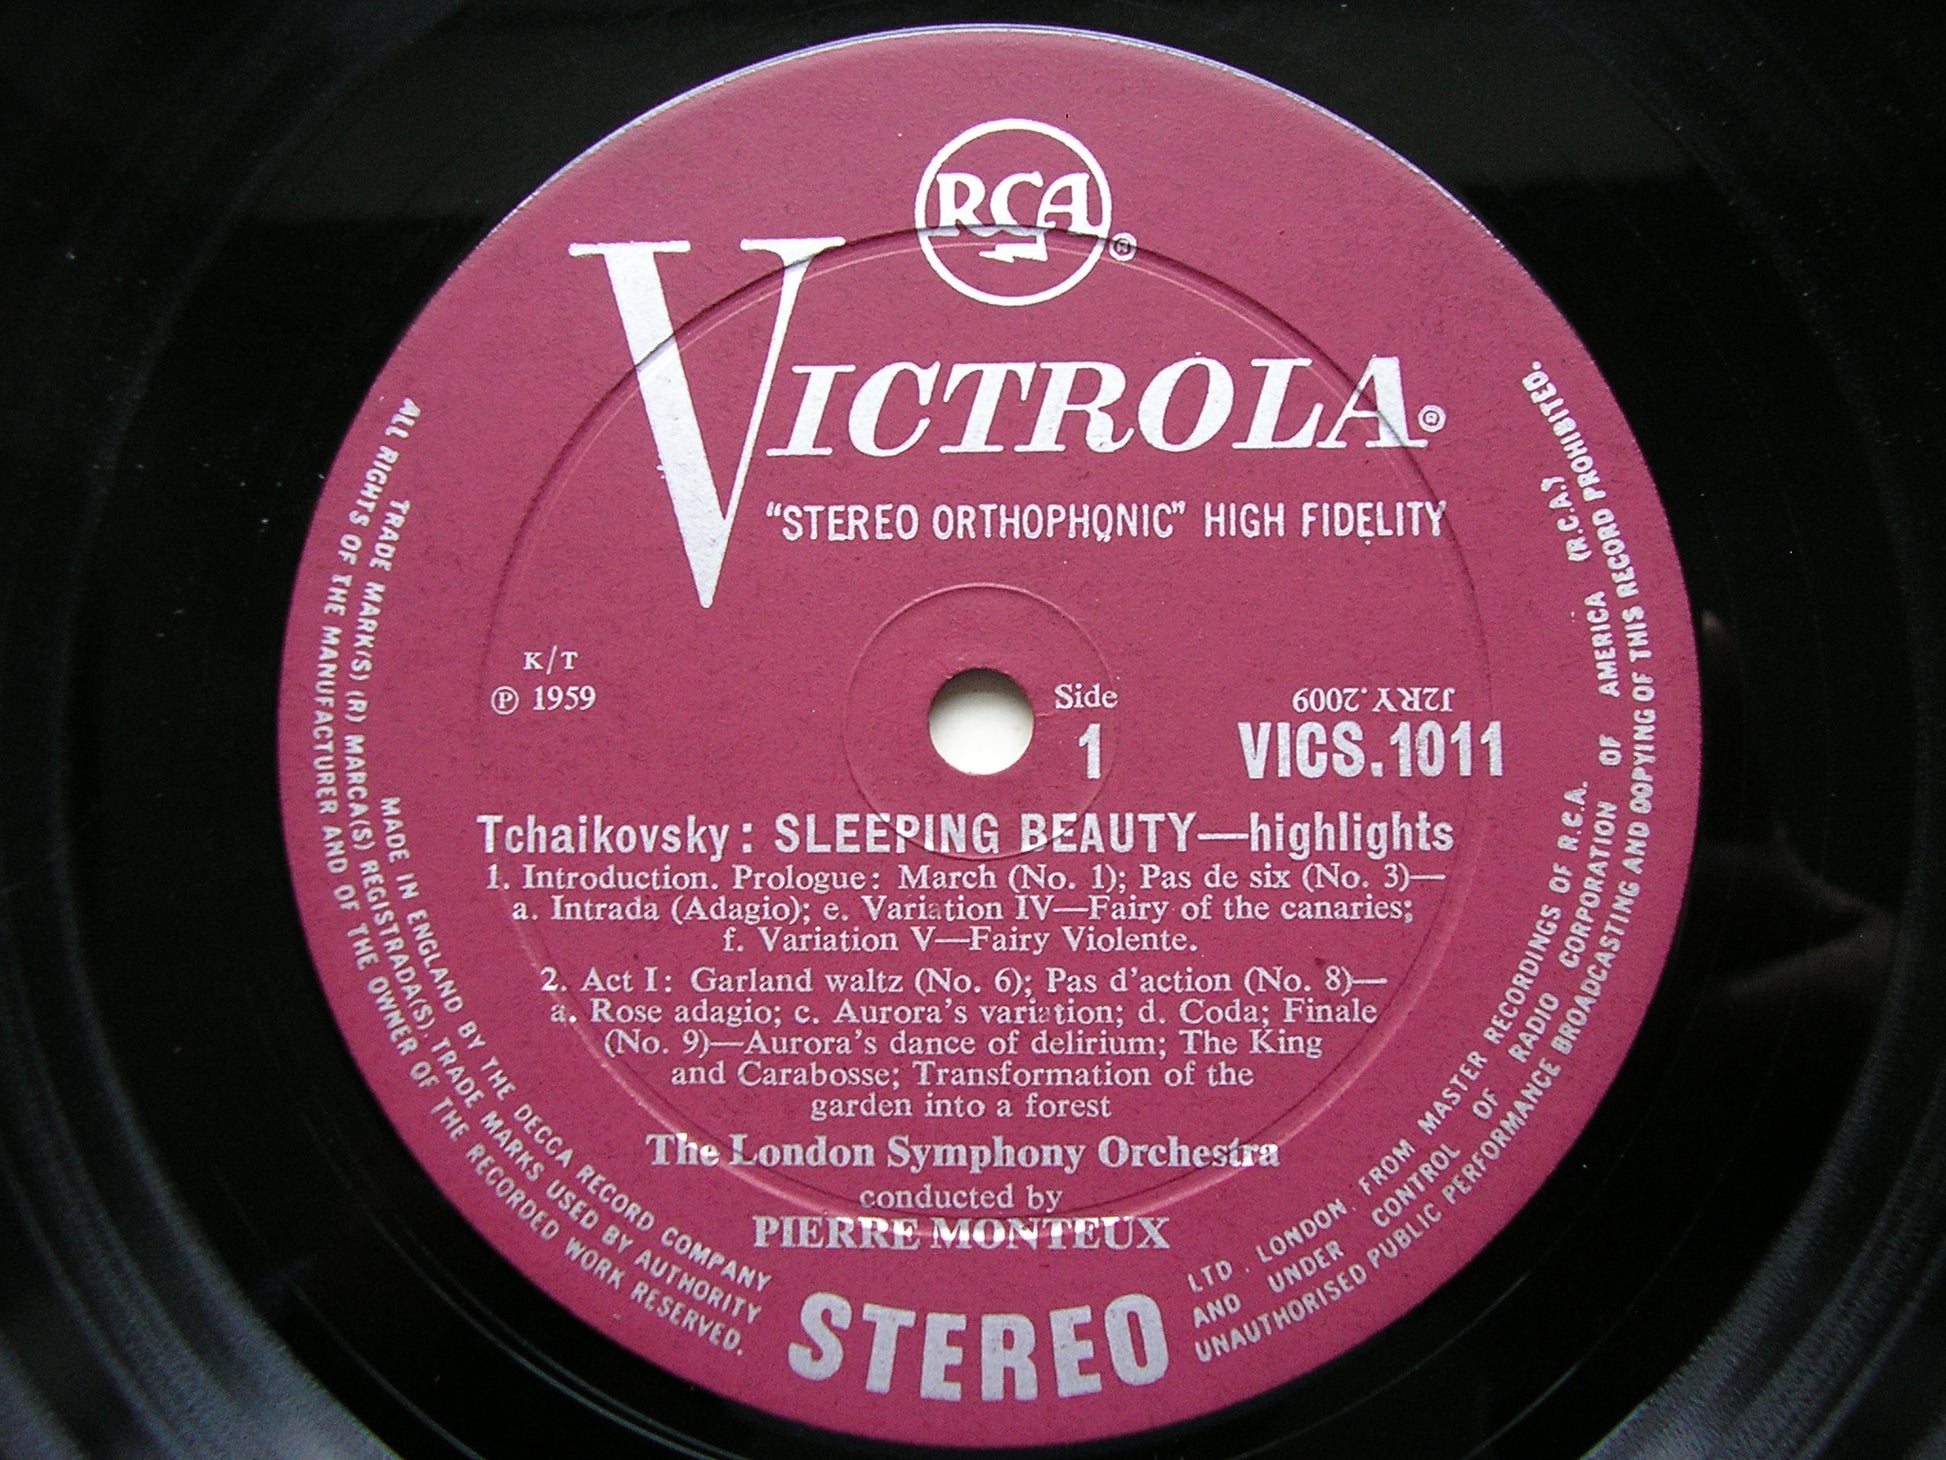 RCA ®
VICTROLA ®
"STEREO ORTHOPHONIC" HIGH FIDELITY
K/T
℗ 1959
Side
1
J2RY.2009
VICS.1011
Tchaikovsky: SLEEPING BEAUTY—highlights
1. Introduction. Prologue: March (No. 1); Pas de six (No. 3)—
a. Intrada (Adagio); e. Variation IV—Fairy of the canaries;
f. Variation V—Fairy Violente.
2. Act I: Garland waltz (No. 6); Pas d'action (No. 8)—
a. Rose adagio; c. Aurora's variation; d. Coda; Finale
(No. 9)—Aurora's dance of delirium; The King
and Carabosse; Transformation of the
garden into a forest
The London Symphony Orchestra
conducted by
PIERRE MONTEUX
STEREO
MADE IN ENGLAND BY THE DECCA RECORD COMPANY LTD. LONDON. FROM MASTER RECORDINGS OF R.C.A.
TRADE MARK(S) (R) MARCA(S) REGISTRADA(S). TRADE MARKS USED BY AUTHORITY AND UNDER CONTROL OF RADIO CORPORATION OF AMERICA (R.C.A.)
ALL RIGHTS OF THE MANUFACTURER AND OF THE OWNER OF THE RECORDED WORK RESERVED. UNAUTHORISED PUBLIC PERFORMANCE BROADCASTING AND COPYING OF THIS RECORD PROHIBITED.